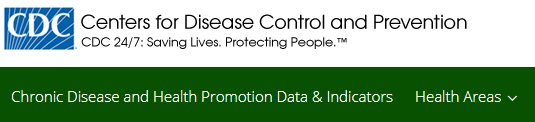 CDC
Centers for Disease Control and Prevention
CDC 24/7: Saving Lives. Protecting People.™
Chronic Disease and Health Promotion Data & Indicators Health Areas